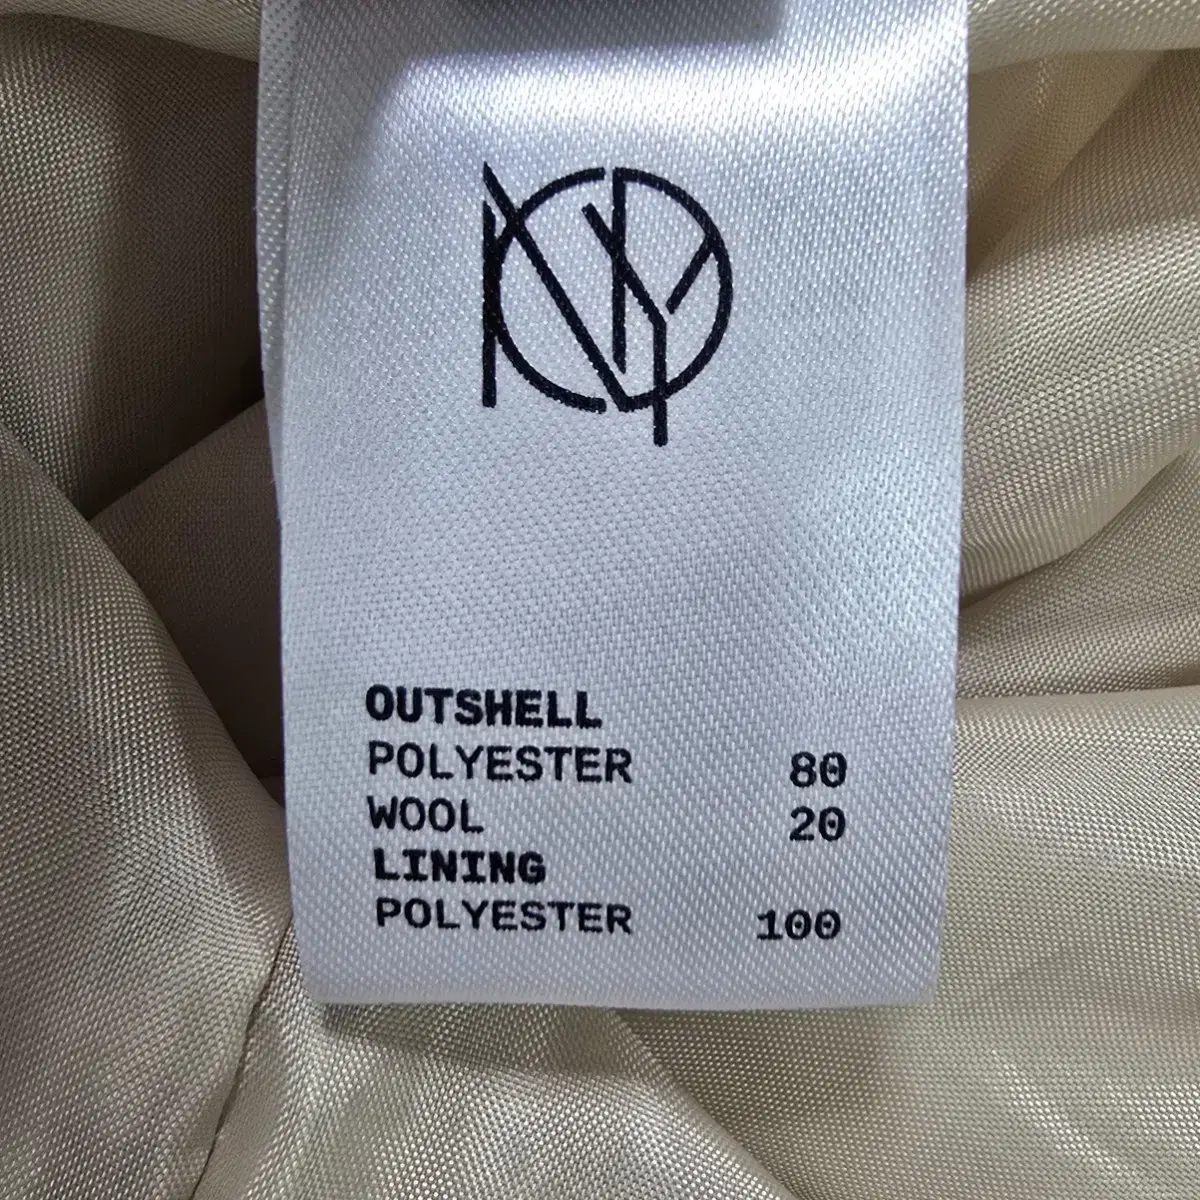 OUTSHELL
POLYESTER 80
WOOL 20
LINING
POLYESTER 100